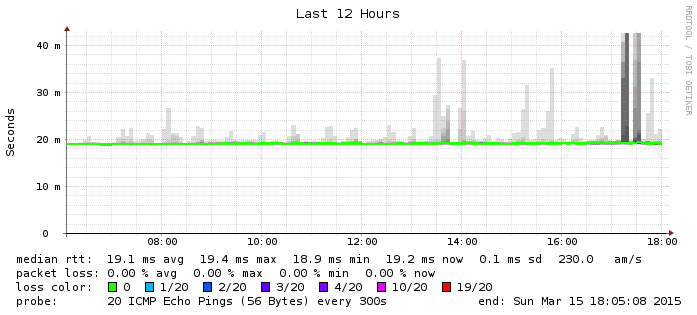 Last 12 Hours
RRDTOOL / TOBI OETIKER
Seconds
40 m
30 m
20 m
10 m
0
08:00 10:00 12:00 14:00 16:00 18:00
median rtt: 19.1 ms avg 19.4 ms max 18.9 ms min 19.2 ms now 0.1 ms sd 230.0 am/s
packet loss: 0.00 % avg 0.00 % max 0.00 % min 0.00 % now
loss color: 0 1/20 2/20 3/20 4/20 10/20 19/20
probe: 20 ICMP Echo Pings (56 Bytes) every 300s end: Sun Mar 15 18:05:08 2015